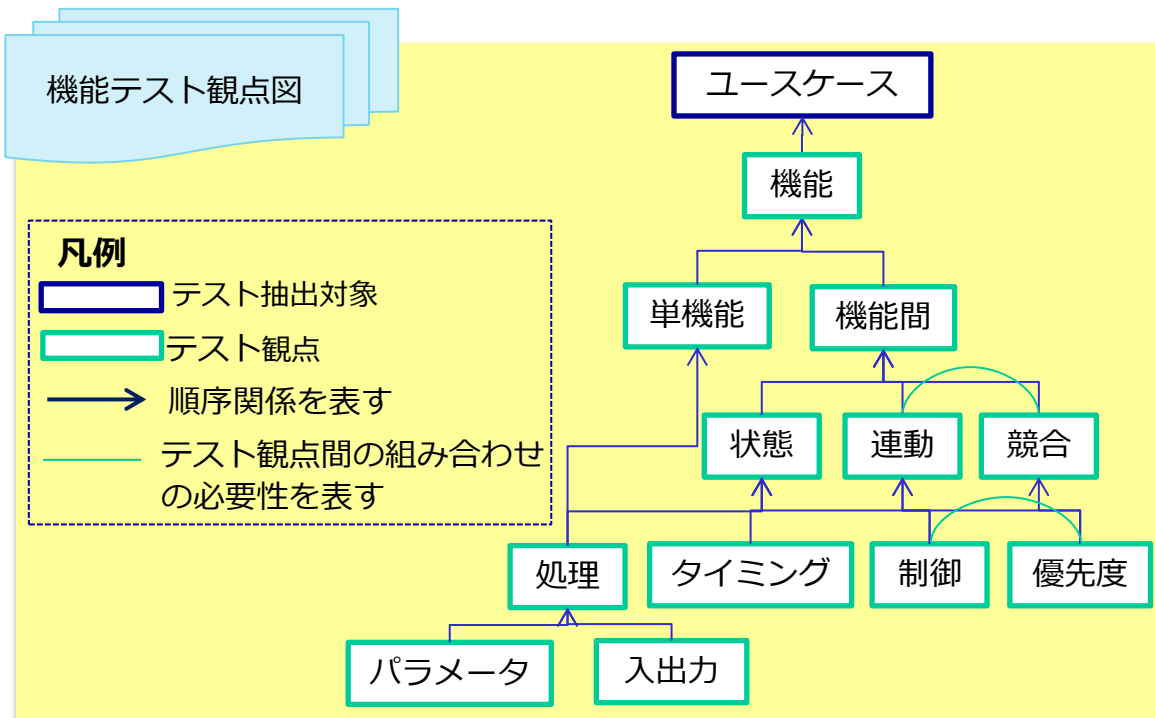 機能テスト観点図
ユースケース
機能
凡例
テスト抽出対象
テスト観点
順序関係を表す
テスト観点間の組み合わせ
の必要性を表す
単機能
機能間
状態
連動
競合
処理
タイミング
制御
優先度
パラメータ
入出力